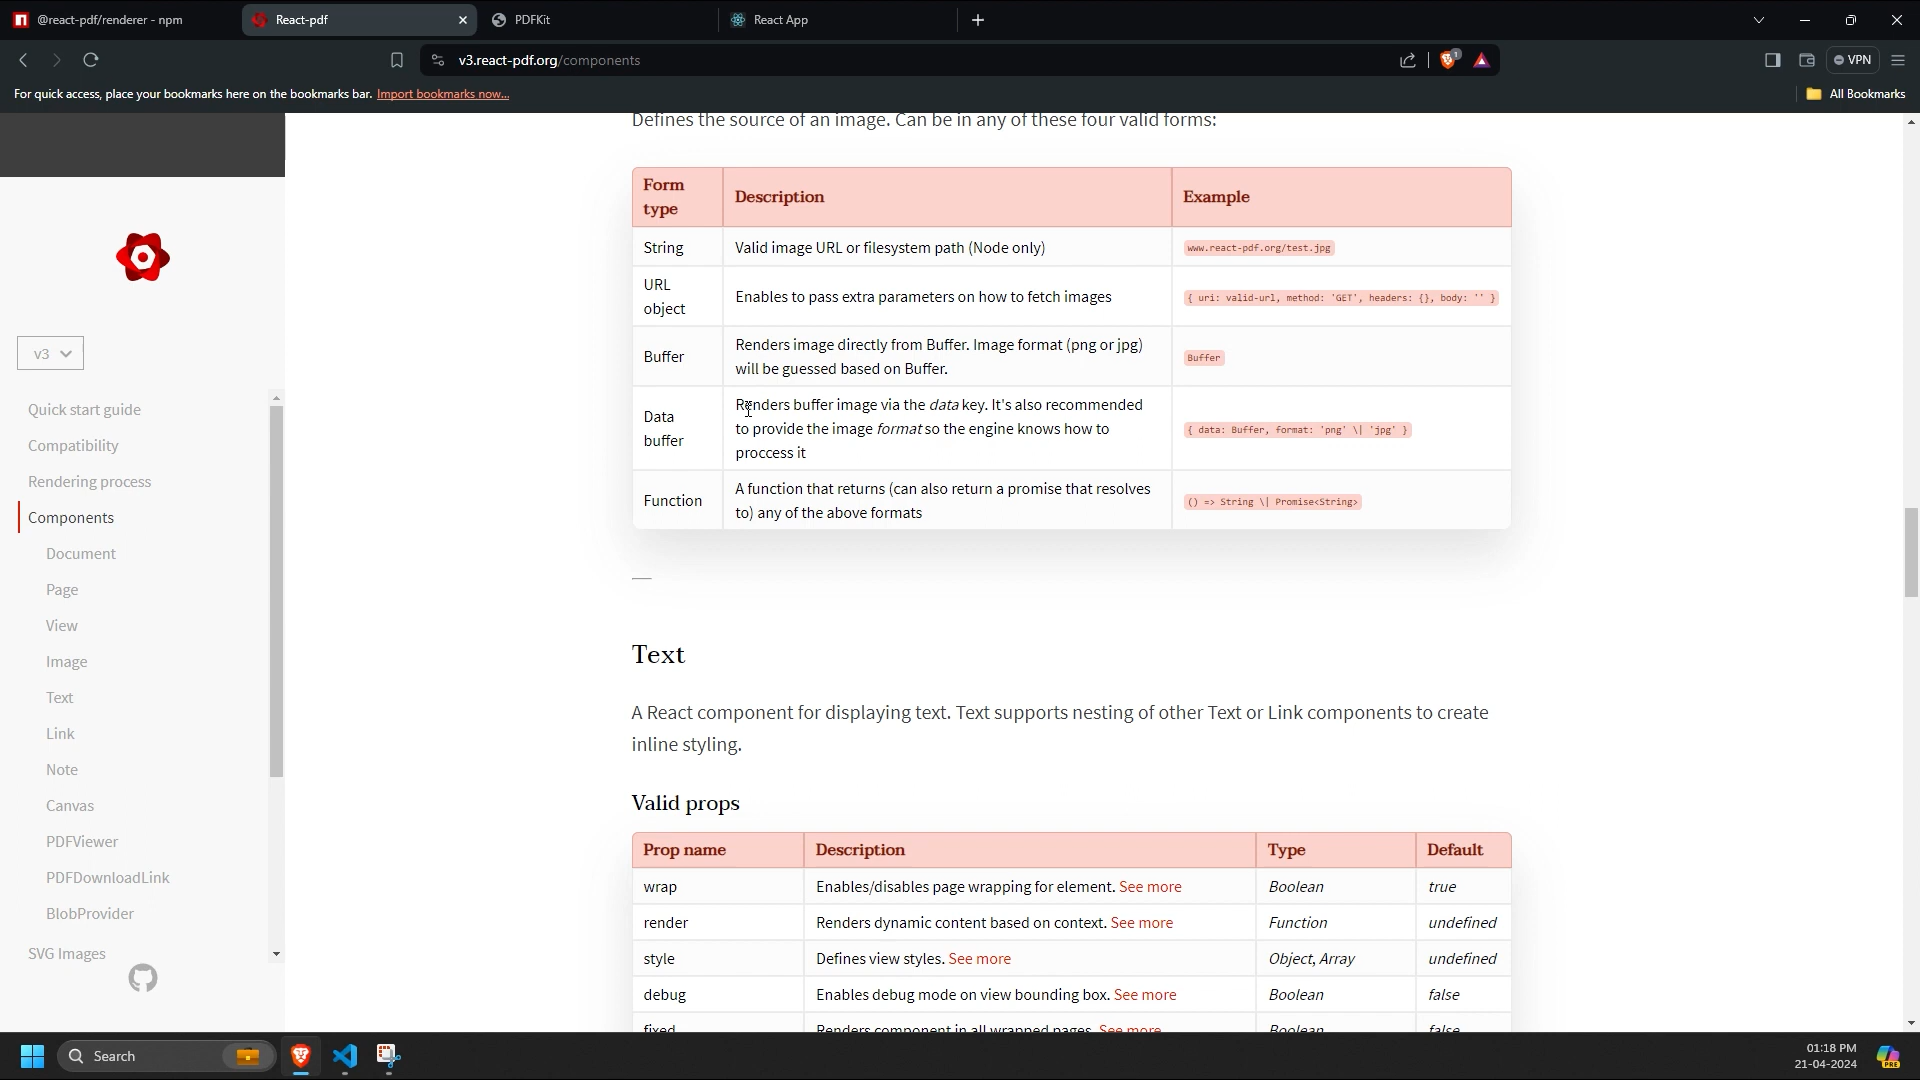 @react-pdf/renderer - npm
React-pdf
PDFKit
React App
v3.react-pdf.org/components
VPN
For quick access, place your bookmarks here on the bookmarks bar. Import bookmarks now...
All Bookmarks
v3
Quick start guide
Compatibility
Rendering process
Components
Document
Page
View
Image
Text
Link
Note
Canvas
PDFViewer
PDFDownloadLink
BlobProvider
SVG Images
Defines the source of an image. Can be in any of these four valid forms:
Form type Description Example
String Valid image URL or filesystem path (Node only) www.react-pdf.org/test.jpg
URL object Enables to pass extra parameters on how to fetch images { uri: valid-url, method: 'GET', headers: {}, body: '' }
Buffer Renders image directly from Buffer. Image format (png or jpg)
will be guessed based on Buffer. Buffer
Data buffer Renders buffer image via the data key. It's also recommended
to provide the image format so the engine knows how to
proccess it { data: Buffer, format: 'png' \| 'jpg' }
Function A function that returns (can also return a promise that resolves
to) any of the above formats () => String \| Promise<String>
—
Text
A React component for displaying text. Text supports nesting of other Text or Link components to create
inline styling.
Valid props
Prop name Description Type Default
wrap Enables/disables page wrapping for element. See more Boolean true
render Renders dynamic content based on context. See more Function undefined
style Defines view styles. See more Object, Array undefined
debug Enables debug mode on view bounding box. See more Boolean false
fixed Renders component in all wrapped pages. See more Boolean false
Search
01:18 PM
21-04-2024
PRE